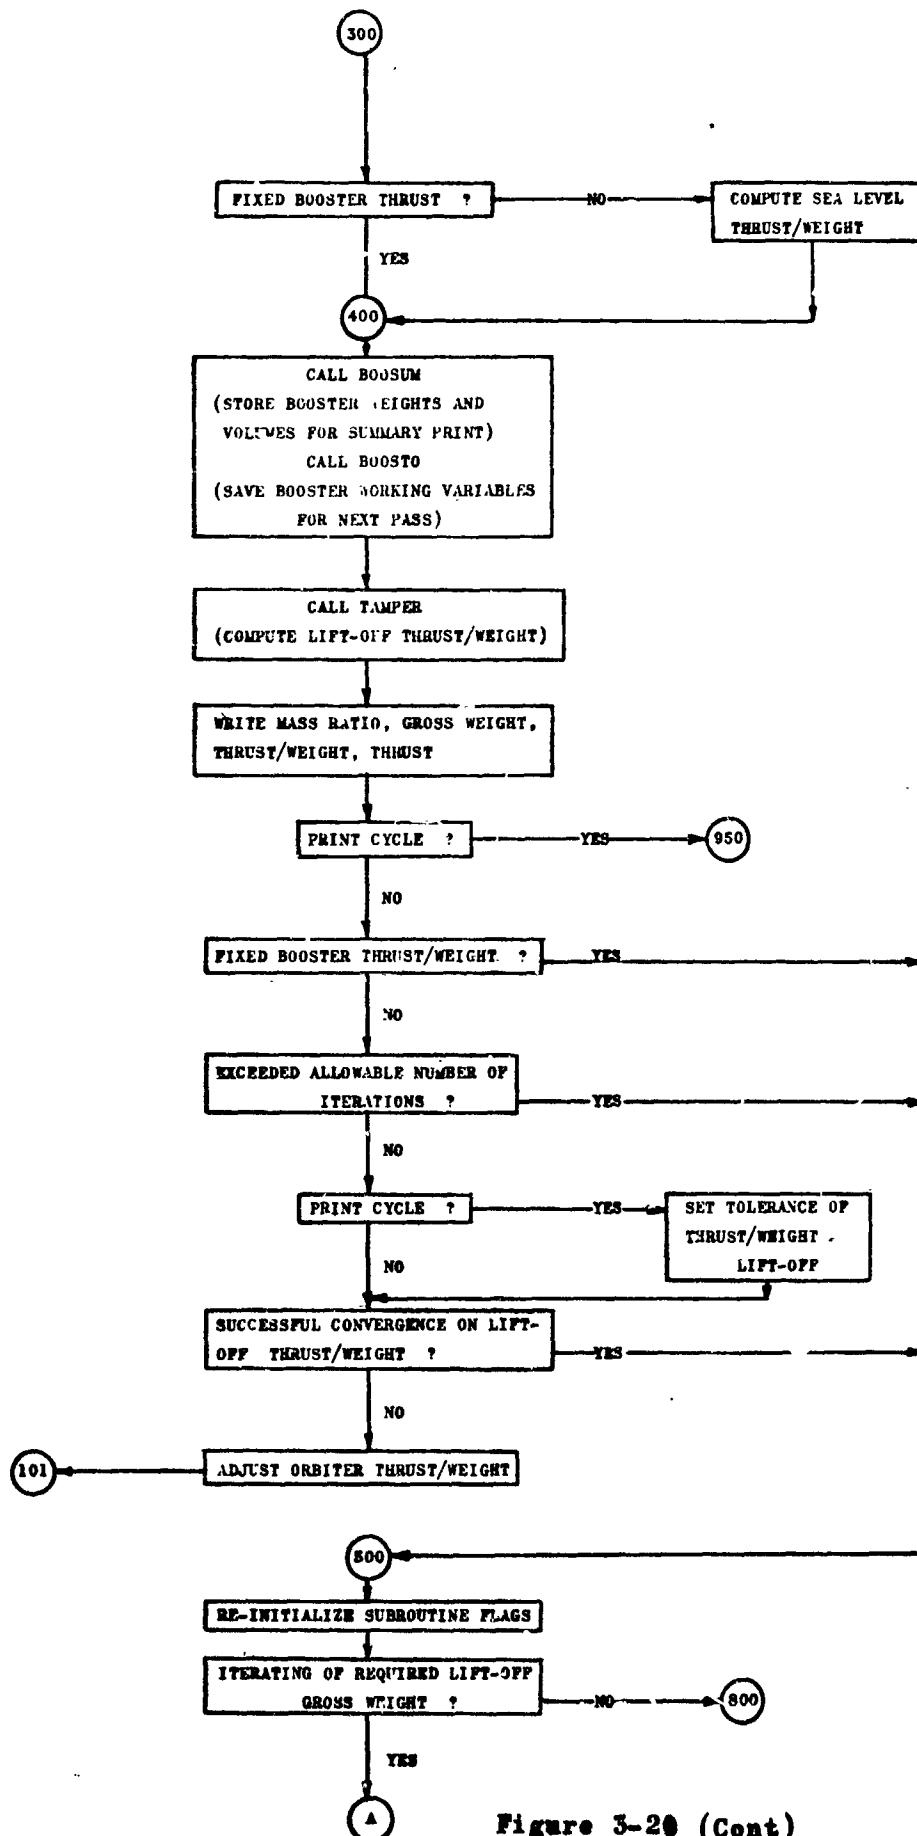 300
FIXED BOOSTER THRUST ?
NO
COMPUTE SEA LEVEL
THRUST/WEIGHT
YES
400
CALL BOOSUM
(STORE BOOSTER WEIGHTS AND
VOLUMES FOR SUMMARY PRINT)
CALL BOOSTO
(SAVE BOOSTER WORKING VARIABLES
FOR NEXT PASS)
CALL TAMPER
(COMPUTE LIFT-OFF THRUST/WEIGHT)
WRITE MASS RATIO, GROSS WEIGHT,
THRUST/WEIGHT, THRUST
PRINT CYCLE ?
YES
950
NO
FIXED BOOSTER THRUST/WEIGHT ?
YES
NO
EXCEEDED ALLOWABLE NUMBER OF
ITERATIONS ?
YES
NO
PRINT CYCLE ?
YES
SET TOLERANCE OF
THRUST/WEIGHT
LIFT-OFF
NO
SUCCESSFUL CONVERGENCE ON LIFT-
OFF THRUST/WEIGHT ?
YES
NO
101
ADJUST ORBITER THRUST/WEIGHT
500
RE-INITIALIZE SUBROUTINE FLAGS
ITERATING OF REQUIRED LIFT-OFF
GROSS WEIGHT ?
NO
800
YES
A
Figure 3-20 (Cont)